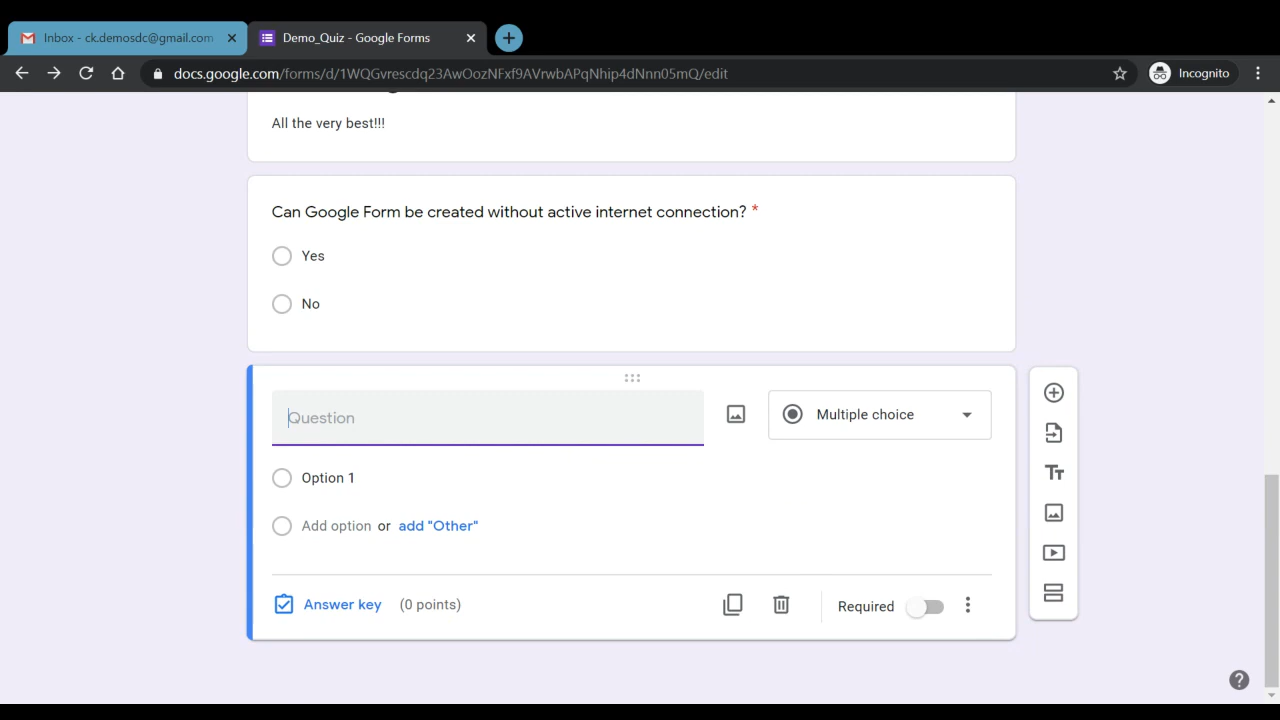 Inbox - ck.demosdc@gmail.com
Demo_Quiz - Google Forms
docs.google.com/forms/d/1WQGvrescdq23AwOozNFxf9AVrwbAPqNhip4dNnn05mQ/edit
Incognito
All the very best!!!
Can Google Form be created without active internet connection? *
Yes
No
Question
Multiple choice
Option 1
Add option or add "Other"
Answer key (0 points)
Required